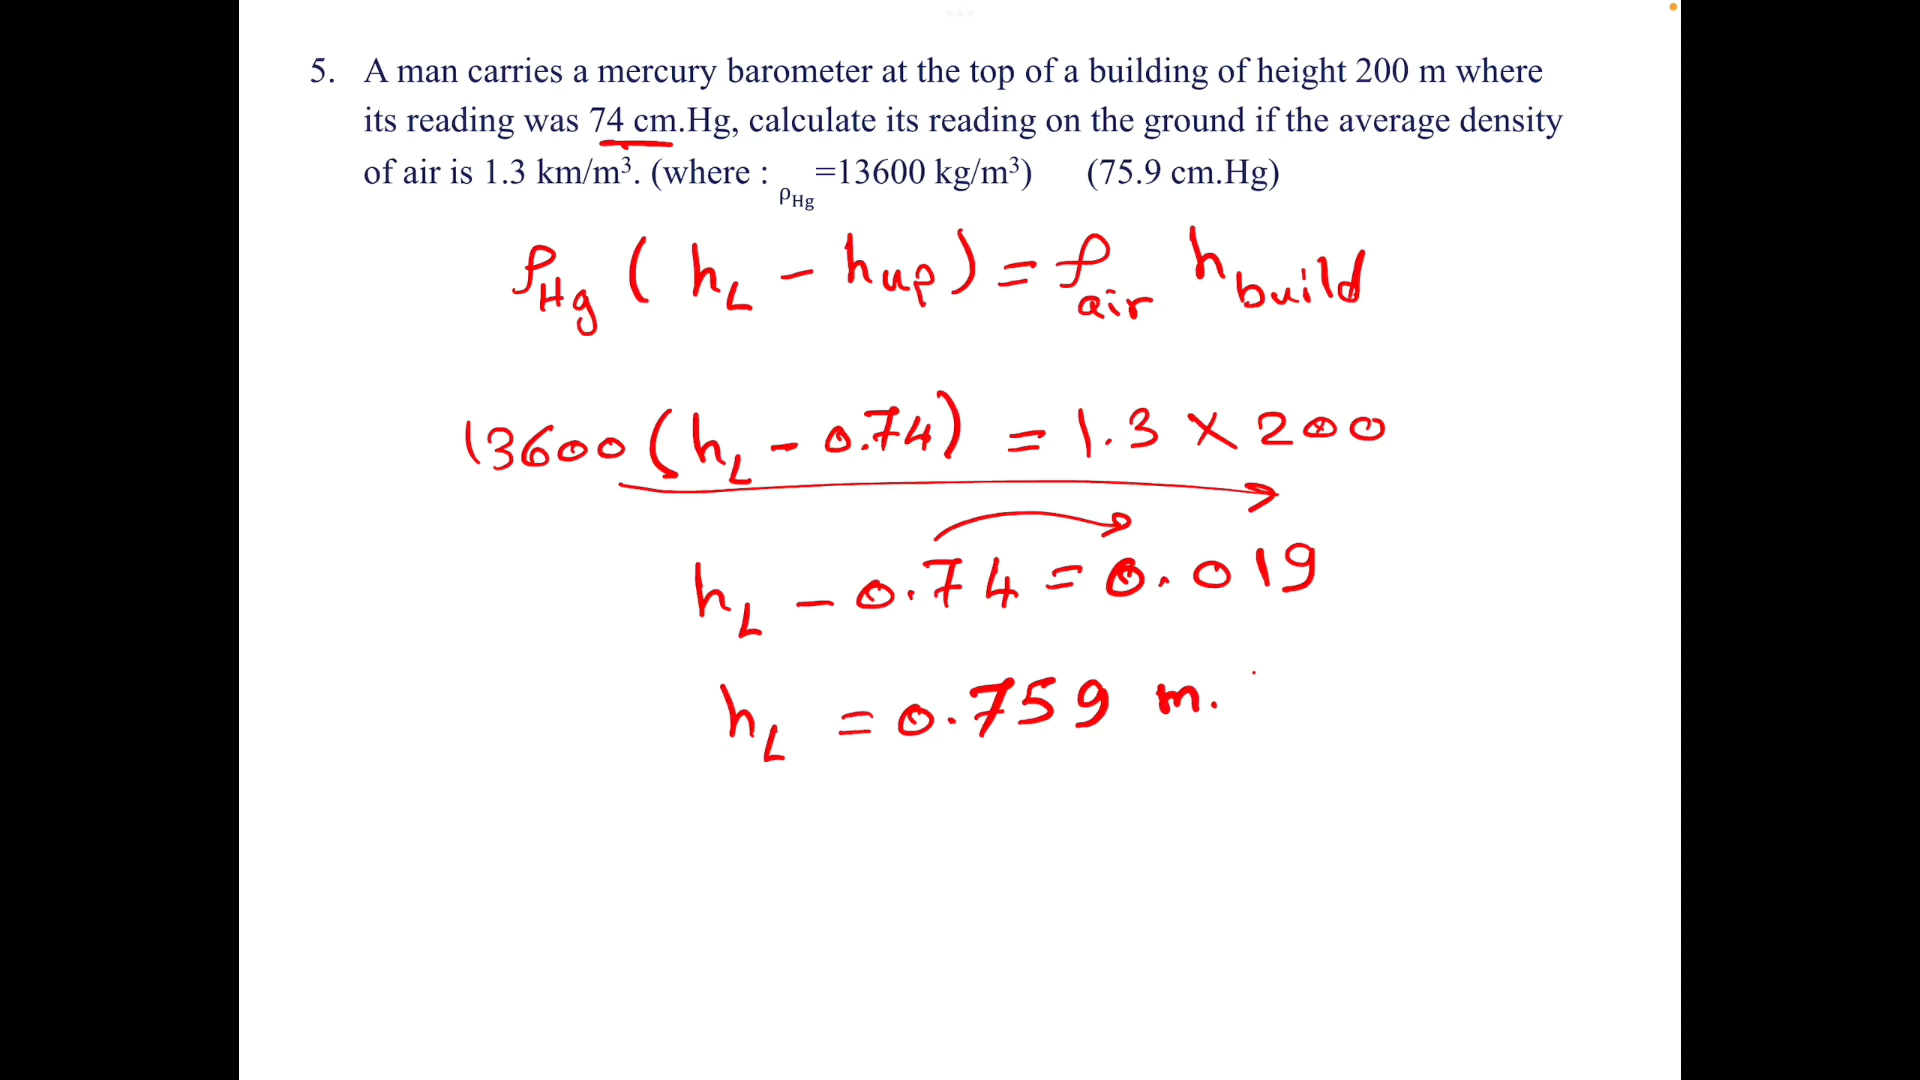 5. A man carries a mercury barometer at the top of a building of height 200 m where
its reading was 74 cm.Hg, calculate its reading on the ground if the average density
of air is 1.3 km/m³. (where : ρHg =13600 kg/m³) (75.9 cm.Hg)
ρHg ( hL - hup ) = ρair hbuild
13600 ( hL - 0.74 ) = 1.3 × 200
hL - 0.74 = 0.019
hL = 0.759 m.